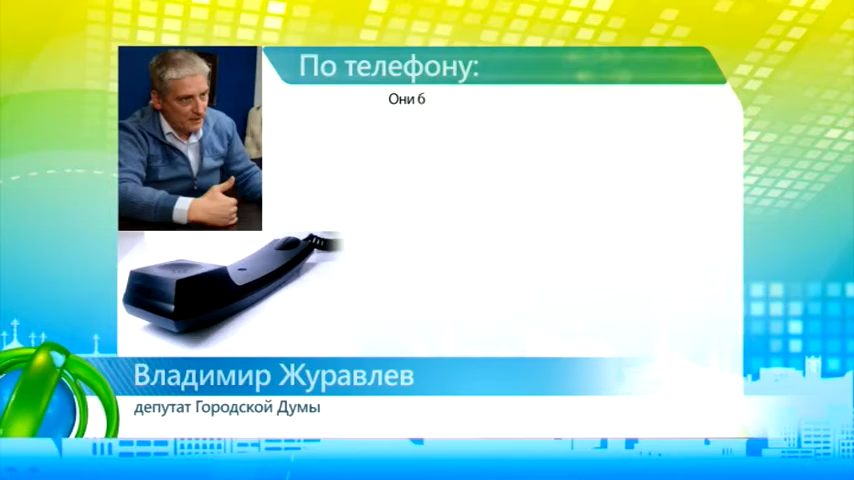 По телефону:
Они б
Владимир Журавлев
депутат Городской Думы